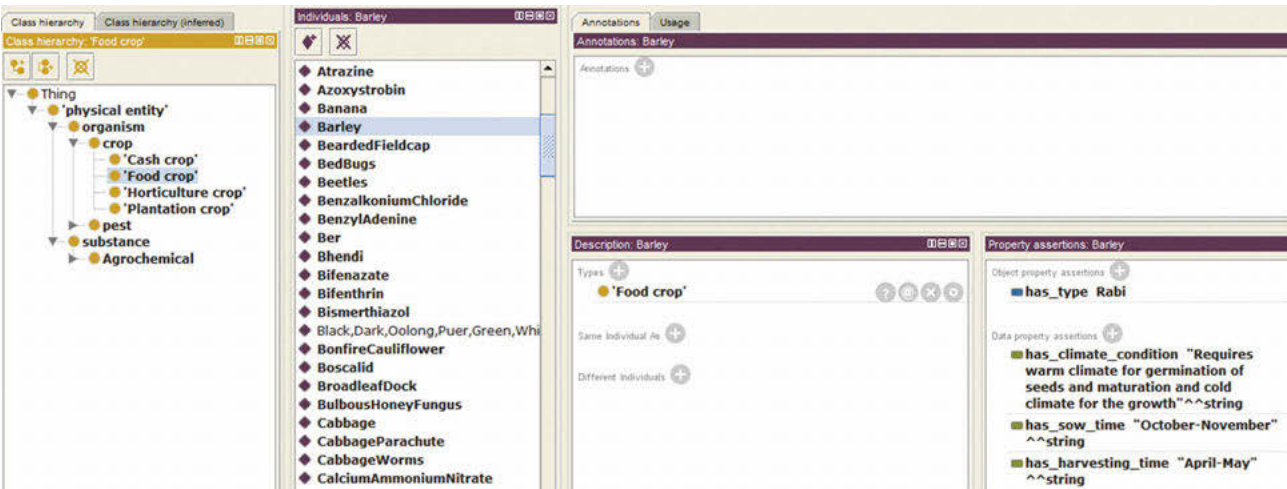 Class hierarchy
Class hierarchy (inferred)
Class hierarchy: 'Food crop'
Thing
'physical entity'
organism
crop
'Cash crop'
'Food crop'
'Horticulture crop'
'Plantation crop'
pest
substance
Agrochemical
Individuals: Barley
Atrazine
Azoxystrobin
Banana
Barley
BeardedFieldcap
BedBugs
Beetles
BenzalkoniumChloride
BenzylAdenine
Ber
Bhendi
Bifenazate
Bifenthrin
Bismerthiazol
Black,Dark,Oolong,Puer,Green,Whi
BonfireCauliflower
Boscalid
BroadleafDock
BulbousHoneyFungus
Cabbage
CabbageParachute
CabbageWorms
CalciumAmmoniumNitrate
Annotations
Usage
Annotations: Barley
Annotations
Description: Barley
Types
'Food crop'
Same Individual As
Different Individuals
Property assertions: Barley
Object property assertions
has_type Rabi
Data property assertions
has_climate_condition "Requires
warm climate for germination of
seeds and maturation and cold
climate for the growth"^^string
has_sow_time "October-November"
^^string
has_harvesting_time "April-May"
^^string